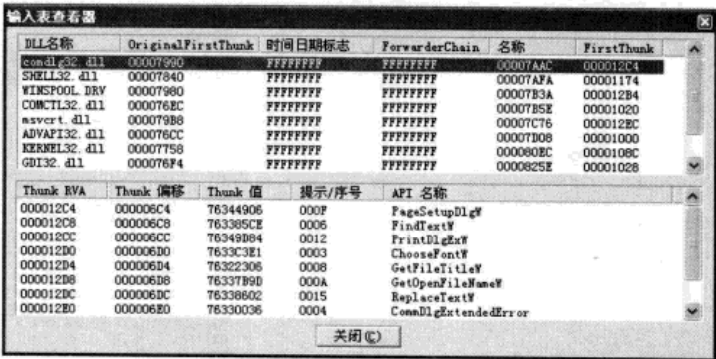 输入表查看器
DLL名称 OriginalFirstThunk 时间日期标志 ForwarderChain 名称 FirstThunk
comdlg32.dll 00007990 FFFFFFFF FFFFFFFF 00007AAC 000012C4
SHELL32.dll 00007840 FFFFFFFF FFFFFFFF 00007AFA 00001174
WINSPOOL.DRV 00007980 FFFFFFFF FFFFFFFF 00007B3A 000012B4
COMCTL32.dll 000076EC FFFFFFFF FFFFFFFF 00007B5E 00001020
msvcrt.dll 000079B8 FFFFFFFF FFFFFFFF 00007C76 000012EC
ADVAPI32.dll 000076CC FFFFFFFF FFFFFFFF 00007D08 00001000
KERNEL32.dll 00007758 FFFFFFFF FFFFFFFF 000080EC 0000108C
GDI32.dll 000076F4 FFFFFFFF FFFFFFFF 0000825E 00001028
Thunk RVA Thunk 偏移 Thunk 值 提示/序号 API 名称
000012C4 000006C4 76344906 000F PageSetupDlgW
000012C8 000006C8 763385CE 0006 FindTextW
000012CC 000006CC 76349D84 0012 PrintDlgExW
000012D0 000006D0 7633C3E1 0003 ChooseFontW
000012D4 000006D4 76322306 0008 GetFileTitleW
000012D8 000006D8 76337B9D 000A GetOpenFileNameW
000012DC 000006DC 76338602 0015 ReplaceTextW
000012E0 000006E0 76330036 0004 CommDlgExtendedError
关闭(C)